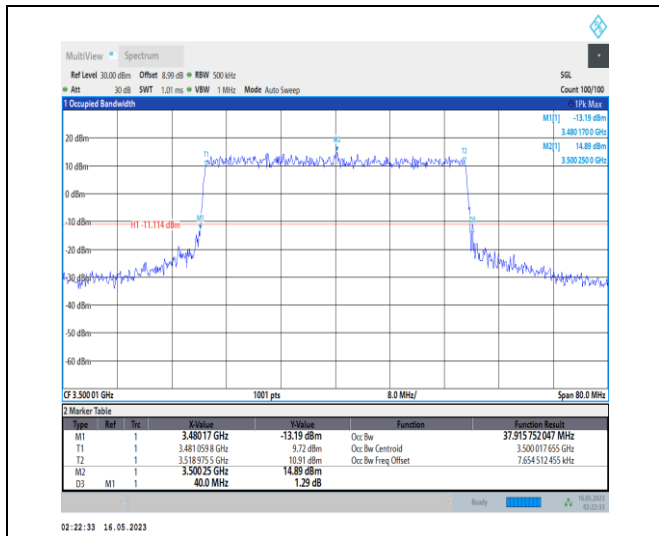 MultiView Spectrum
Ref Level 30.00 dBm Offset 8.99 dB RBW 500 kHz SGL
Att 30 dB SWT 1.01 ms VBW 1 MHz Mode Auto Sweep Count 100/100
1 Occupied Bandwidth 1Pk Max
M1[1] -13.19 dBm
3.480 170 0 GHz
M2[1] 14.89 dBm
3.500 250 0 GHz
20 dBm
M2
T1
T2
10 dBm
0 dBm
-10 dBm
H1 -11.114 dBm
M1
D3
-20 dBm
-30 dBm
-40 dBm
-50 dBm
-60 dBm
CF 3.500 01 GHz 1001 pts 8.0 MHz/ Span 80.0 MHz
2 Marker Table
Type Ref Trc X-Value Y-Value Function Function Result
M1 1 3.48017 GHz -13.19 dBm Occ Bw 37.915 752 047 MHz
T1 1 3.481 059 8 GHz 9.72 dBm Occ Bw Centroid 3.500 017 655 GHz
T2 1 3.518 975 5 GHz 10.91 dBm Occ Bw Freq Offset 7.654 512 455 kHz
M2 1 3.50025 GHz 14.89 dBm
D3 M1 1 40.0 MHz 1.29 dB
Ready 16.05.2023
02:22:33
02:22:33 16.05.2023